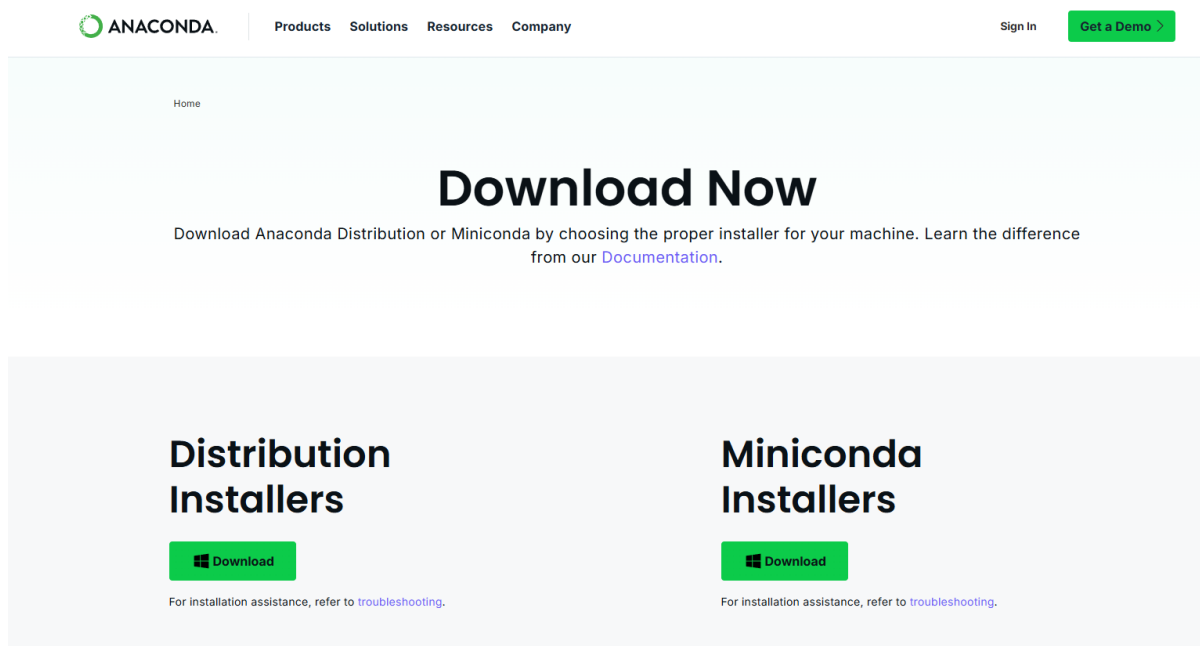 ANACONDA.
Products Solutions Resources Company
Sign In
Get a Demo
Home
Download Now
Download Anaconda Distribution or Miniconda by choosing the proper installer for your machine. Learn the difference
from our Documentation.
Distribution
Installers
Download
For installation assistance, refer to troubleshooting.
Miniconda
Installers
Download
For installation assistance, refer to troubleshooting.